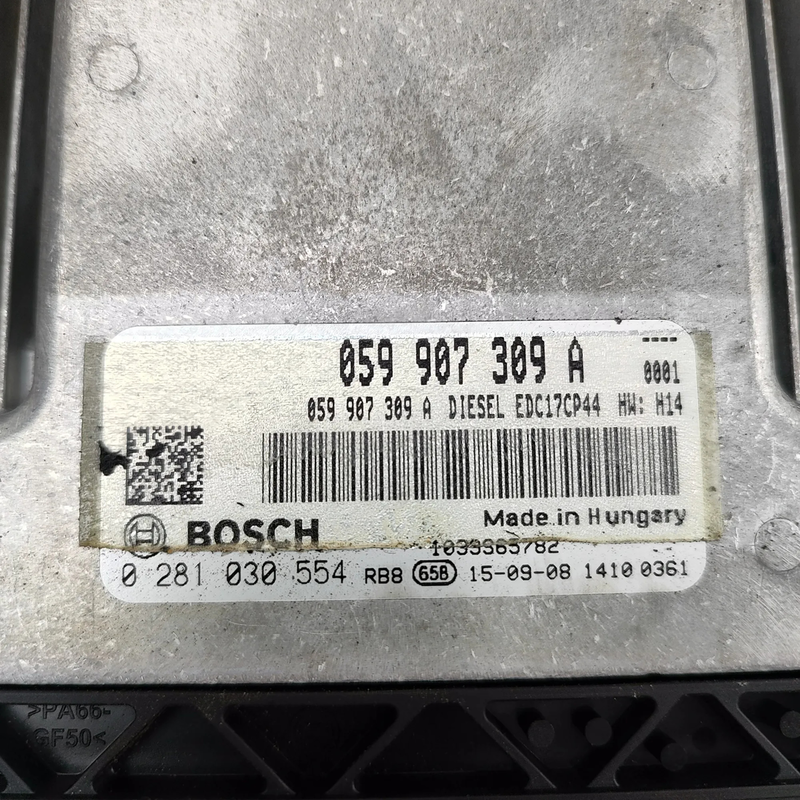 059 907 309 A
----
0001
059 907 309 A DIESEL EDC17CP44 HW: H14
Made in Hungary
BOSCH
0 281 030 554 RB8 65B 15-09-08 1410 0361
>PA66-
GF50<